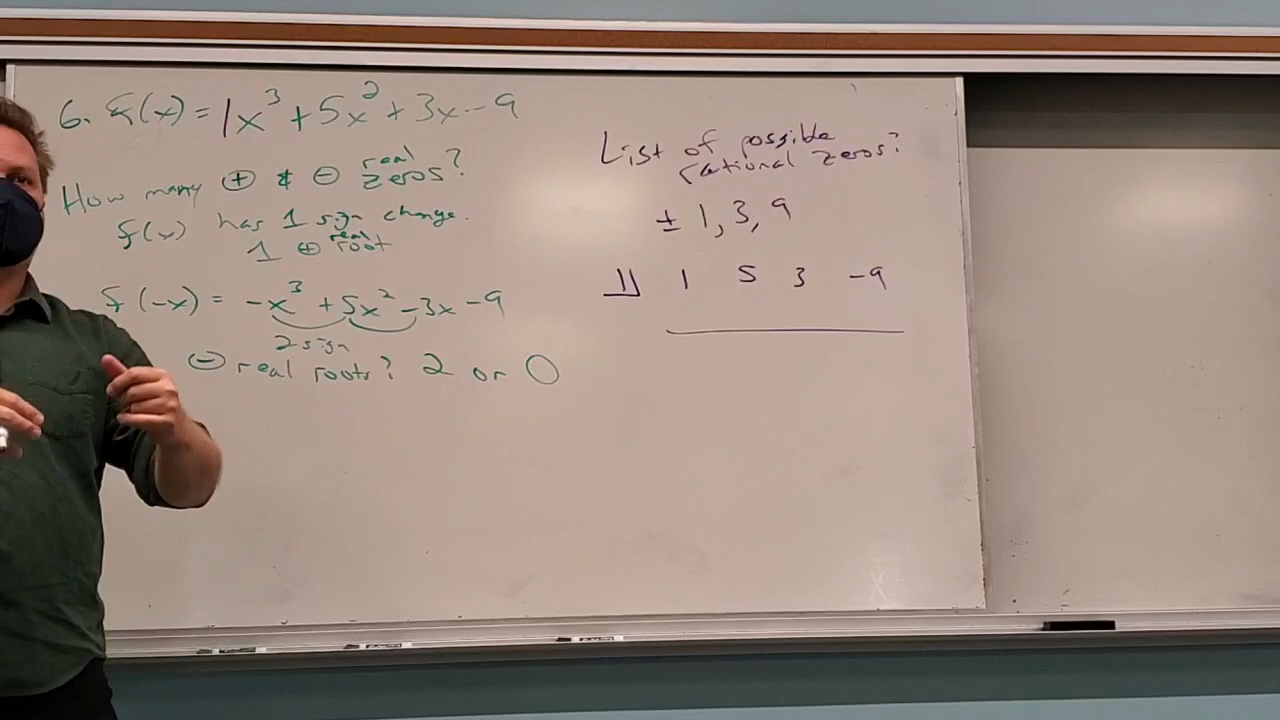 6. f(x) = 1x³ + 5x² + 3x - 9
How many ⊕ & ⊖ real zeros?
f(x) has 1 sign change.
1 ⊕ real root
f(-x) = -x³ + 5x² - 3x - 9
2 sign
⊖ real roots? 2 or 0
List of possible
rational zeros?
± 1, 3, 9
1| 1 5 3 -9